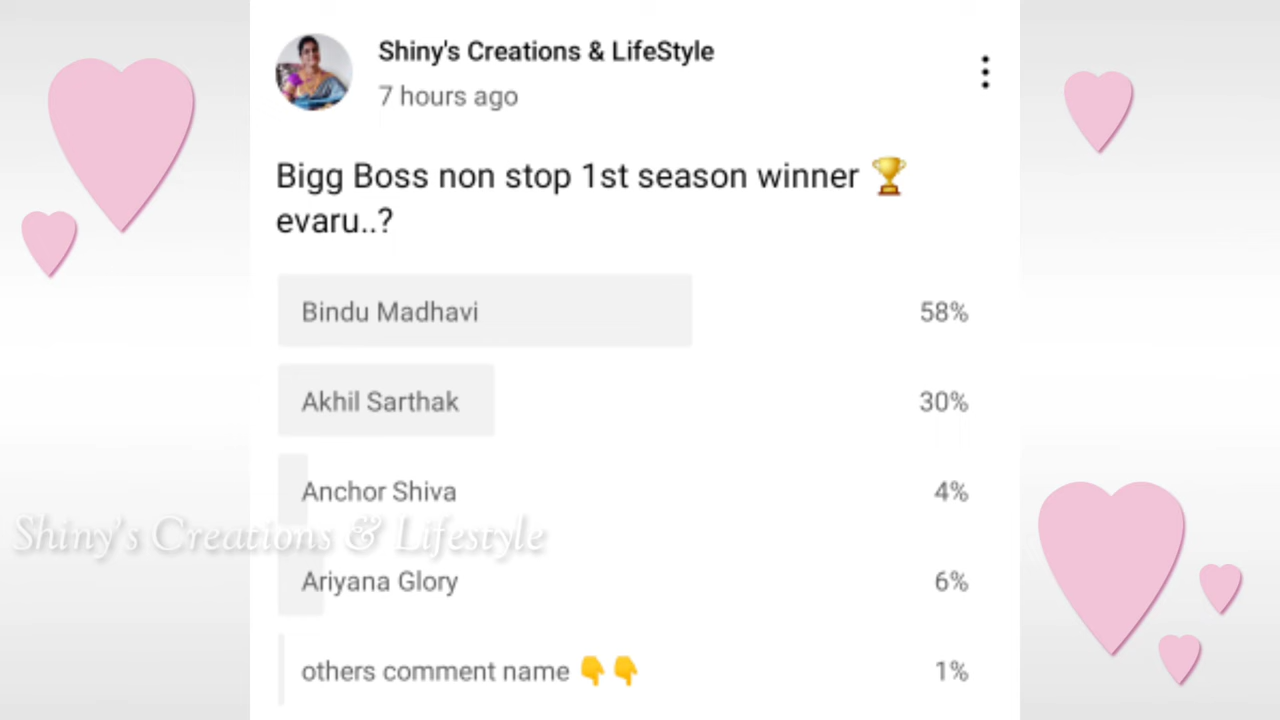 Shiny's Creations & LifeStyle
7 hours ago
Bigg Boss non stop 1st season winner 🏆
evaru..?
Bindu Madhavi 58%
Akhil Sarthak 30%
Anchor Shiva 4%
Shiny's Creations & Lifestyle
Ariyana Glory 6%
others comment name 👇👇 1%